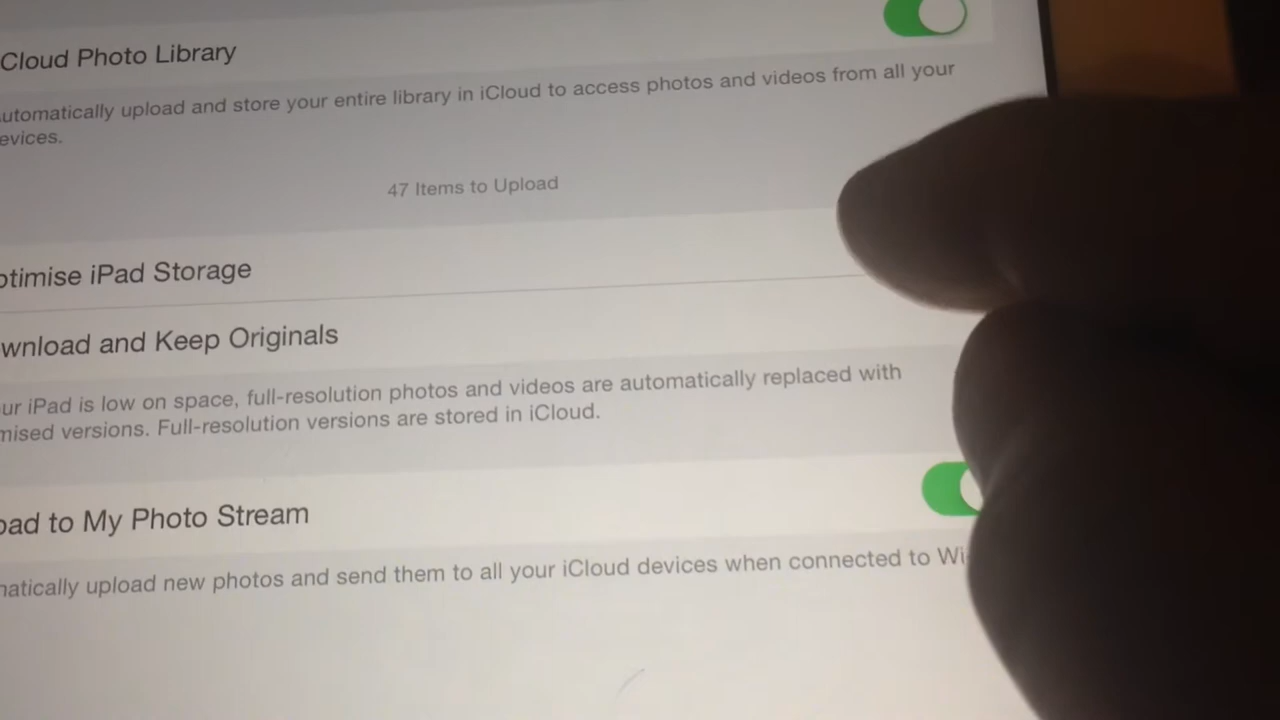 Cloud Photo Library
utomatically upload and store your entire library in iCloud to access photos and videos from all your
evices.
47 Items to Upload
ptimise iPad Storage
wnload and Keep Originals
ur iPad is low on space, full-resolution photos and videos are automatically replaced with
mised versions. Full-resolution versions are stored in iCloud.
oad to My Photo Stream
natically upload new photos and send them to all your iCloud devices when connected to Wi